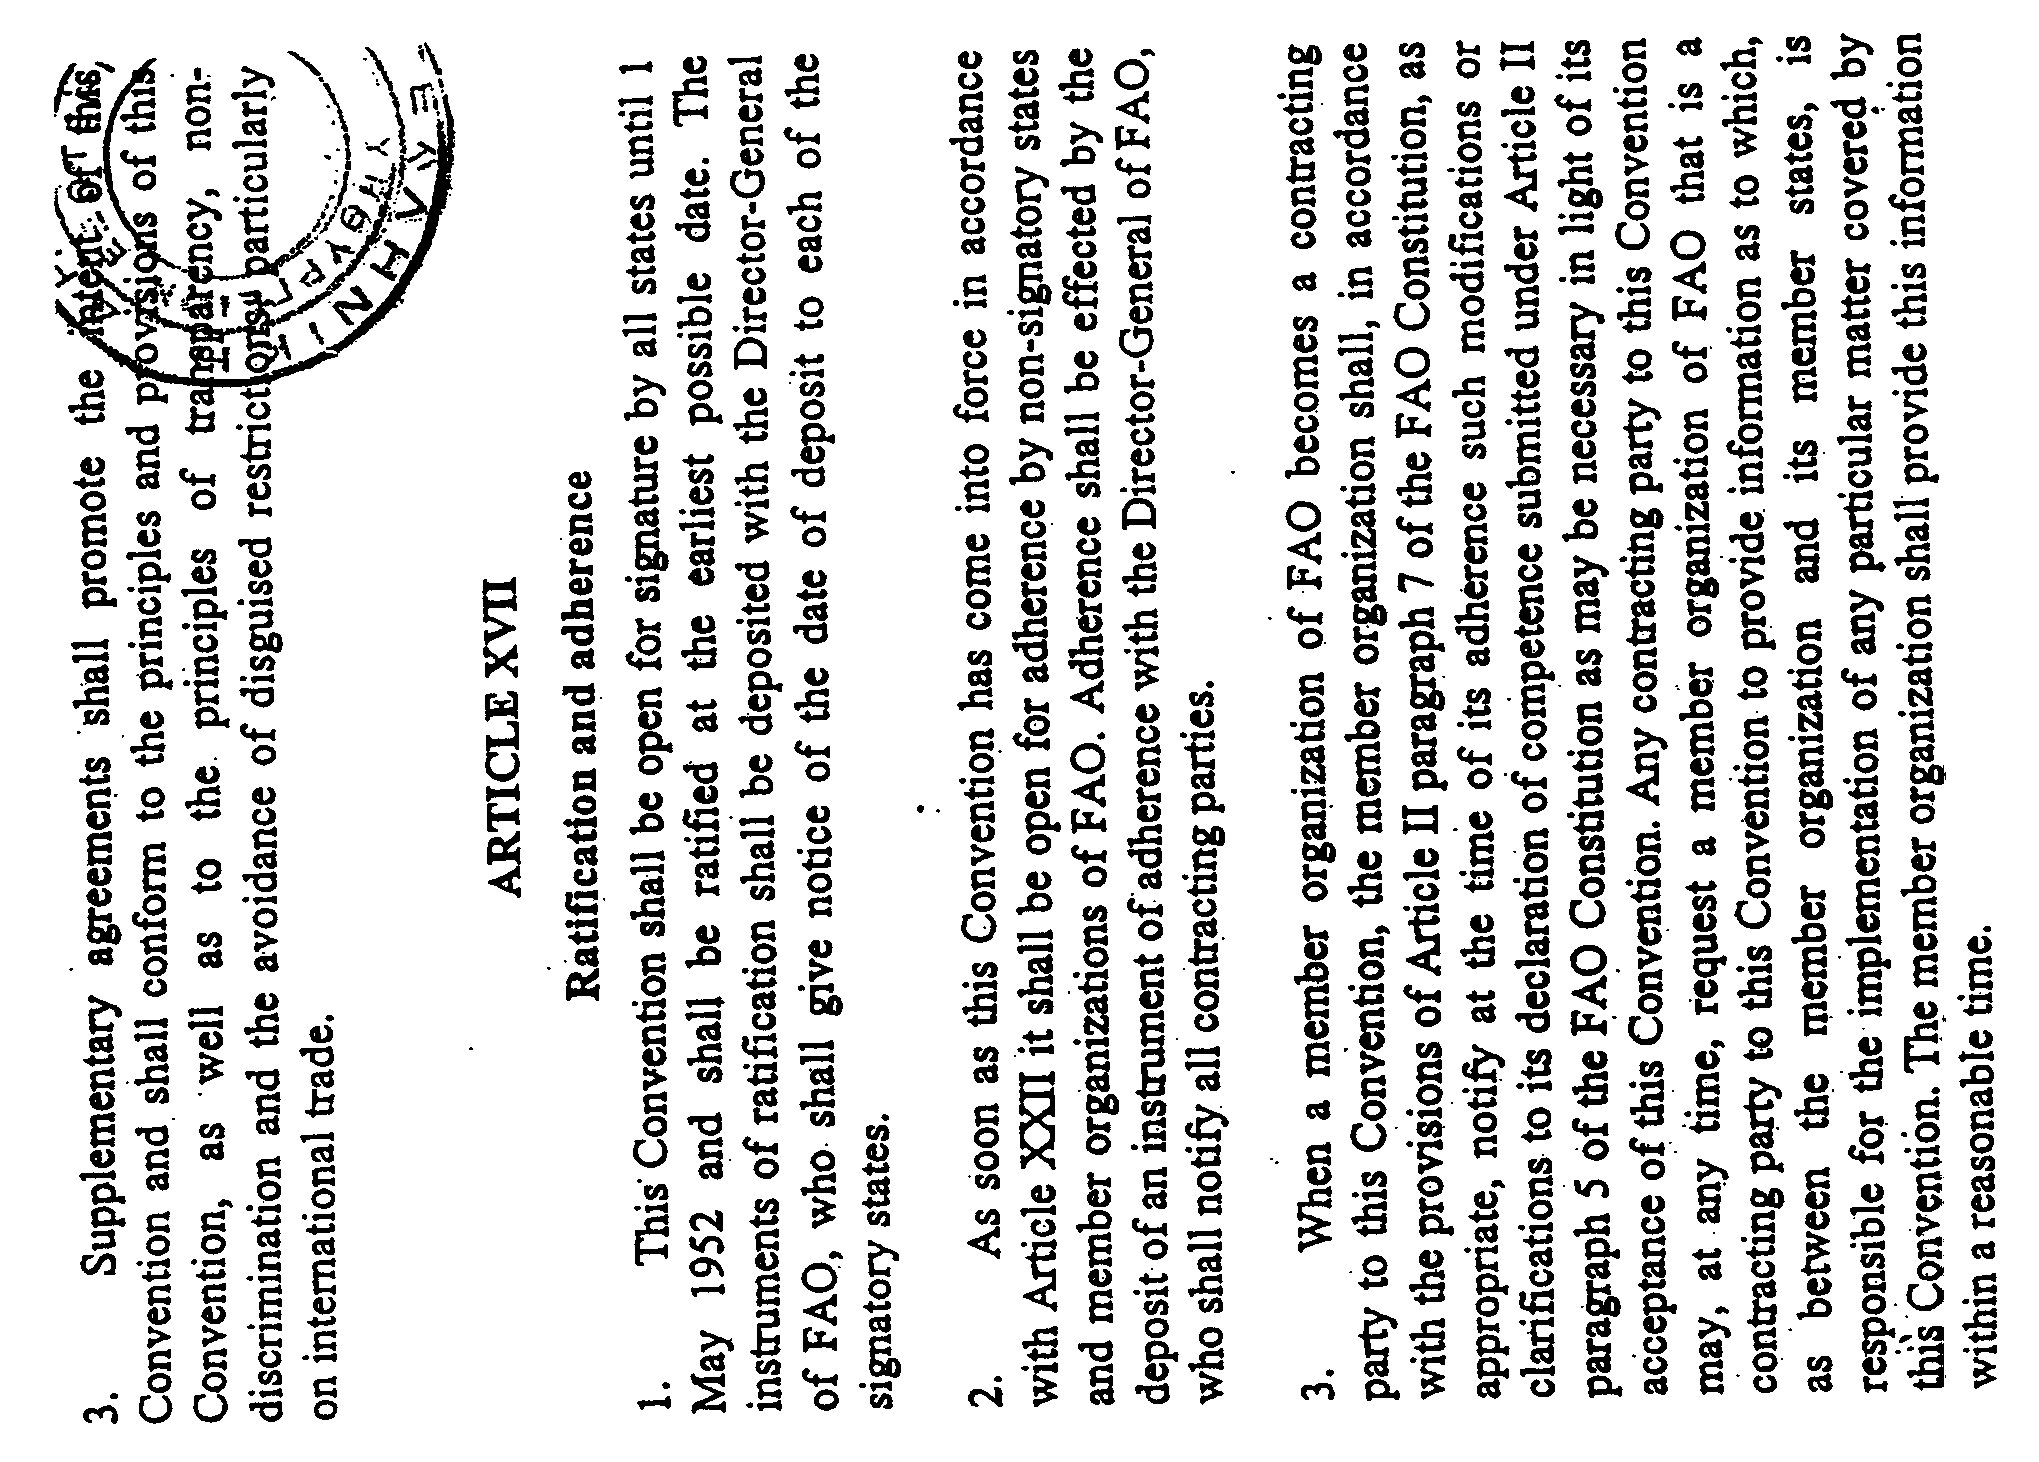 3. Supplementary agreements shall promote the intent of this
Convention and shall conform to the principles and provisions of this
Convention, as well as to the principles of transparency, non-
discrimination and the avoidance of disguised restrictions, particularly
on international trade.
ARTICLE XVII
Ratification and adherence
1. This Convention shall be open for signature by all states until 1
May 1952 and shall be ratified at the earliest possible date. The
instruments of ratification shall be deposited with the Director-General
of FAO, who shall give notice of the date of deposit to each of the
signatory states.
2. As soon as this Convention has come into force in accordance
with Article XXII it shall be open for adherence by non-signatory states
and member organizations of FAO. Adherence shall be effected by the
deposit of an instrument of adherence with the Director-General of FAO,
who shall notify all contracting parties.
3. When a member organization of FAO becomes a contracting
party to this Convention, the member organization shall, in accordance
with the provisions of Article II paragraph 7 of the FAO Constitution, as
appropriate, notify at the time of its adherence such modifications or
clarifications to its declaration of competence submitted under Article II
paragraph 5 of the FAO Constitution as may be necessary in light of its
acceptance of this Convention. Any contracting party to this Convention
may, at any time, request a member organization of FAO that is a
contracting party to this Convention to provide information as to which,
as between the member organization and its member states, is
responsible for the implementation of any particular matter covered by
this Convention. The member organization shall provide this information
within a reasonable time.